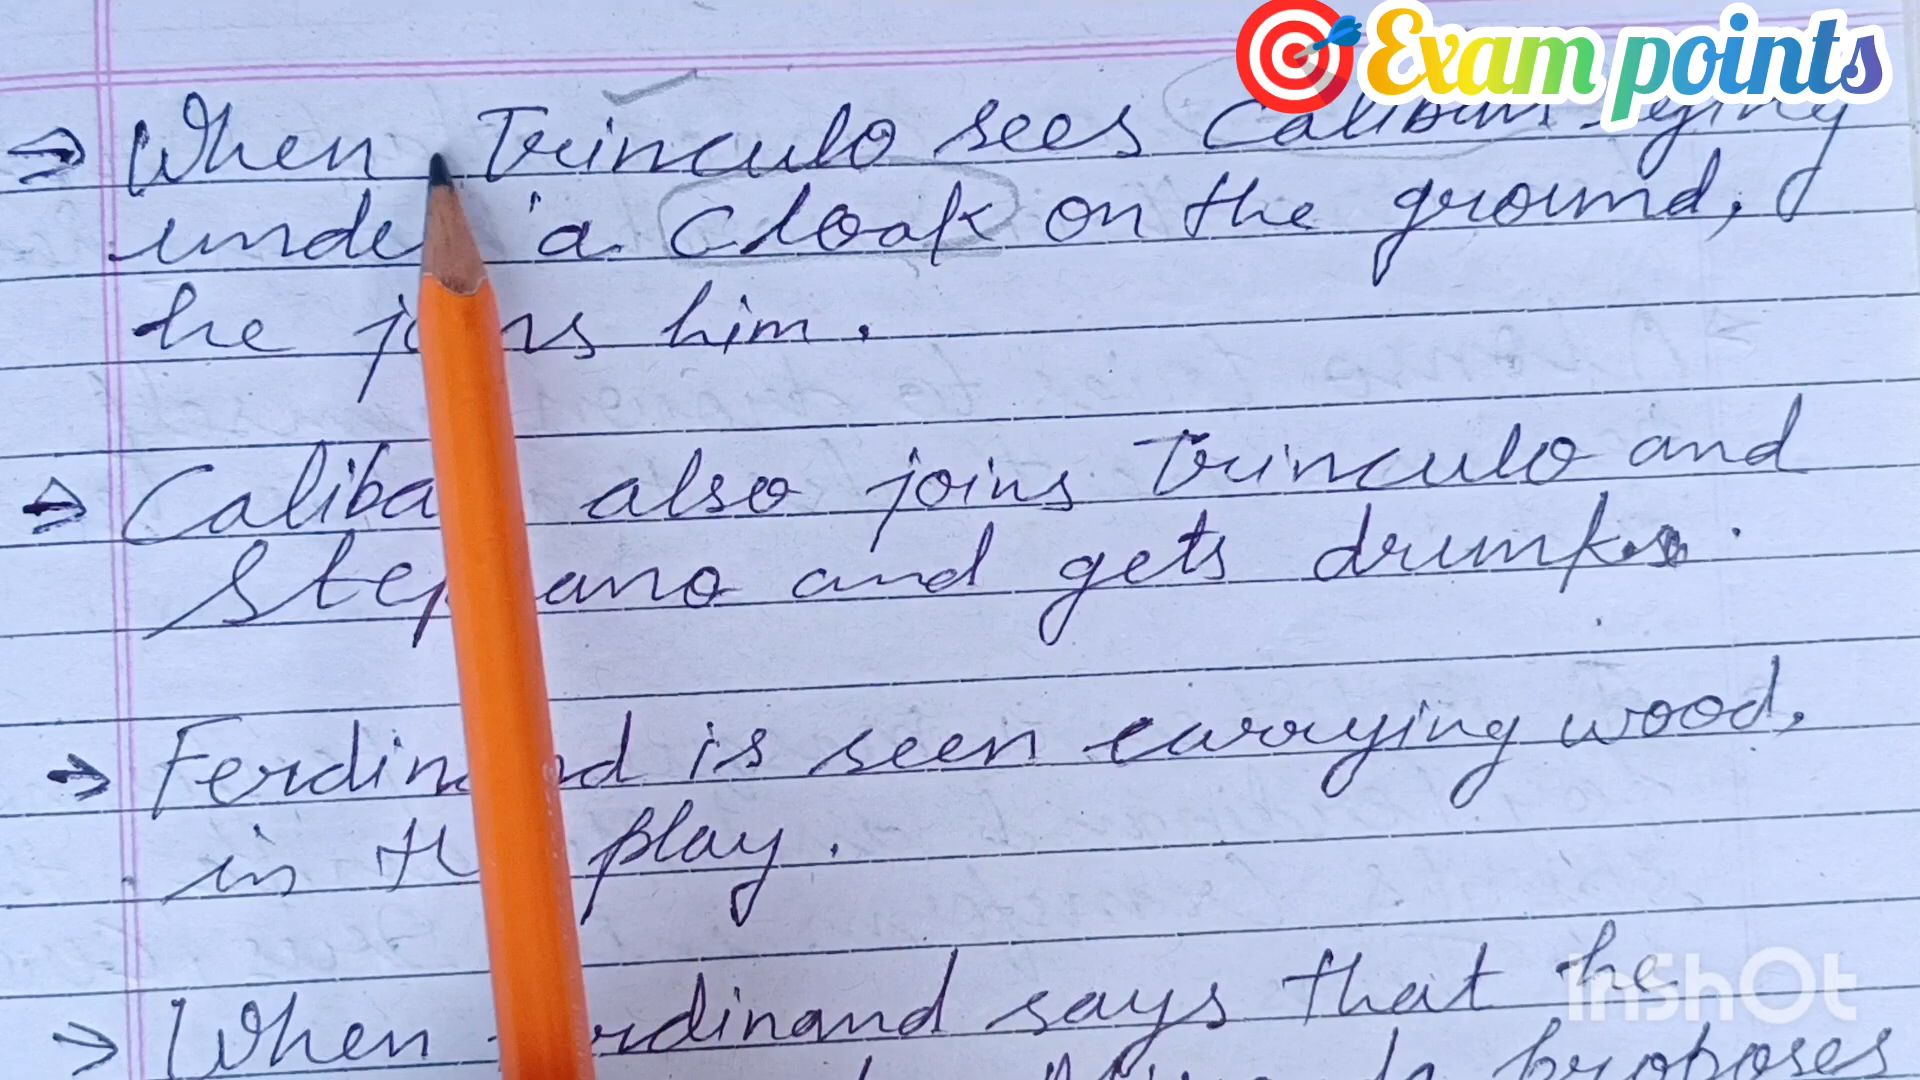 Exam points
⇒ When Trinculo sees Caliban lying
under a cloak on the ground,
he joins him.
→ Caliban also joins Trinculo and
Stephano and gets drunk.
→ Ferdinand is seen carrying wood,
in the play.
→ When Ferdinand says that he
proposes
InShOt